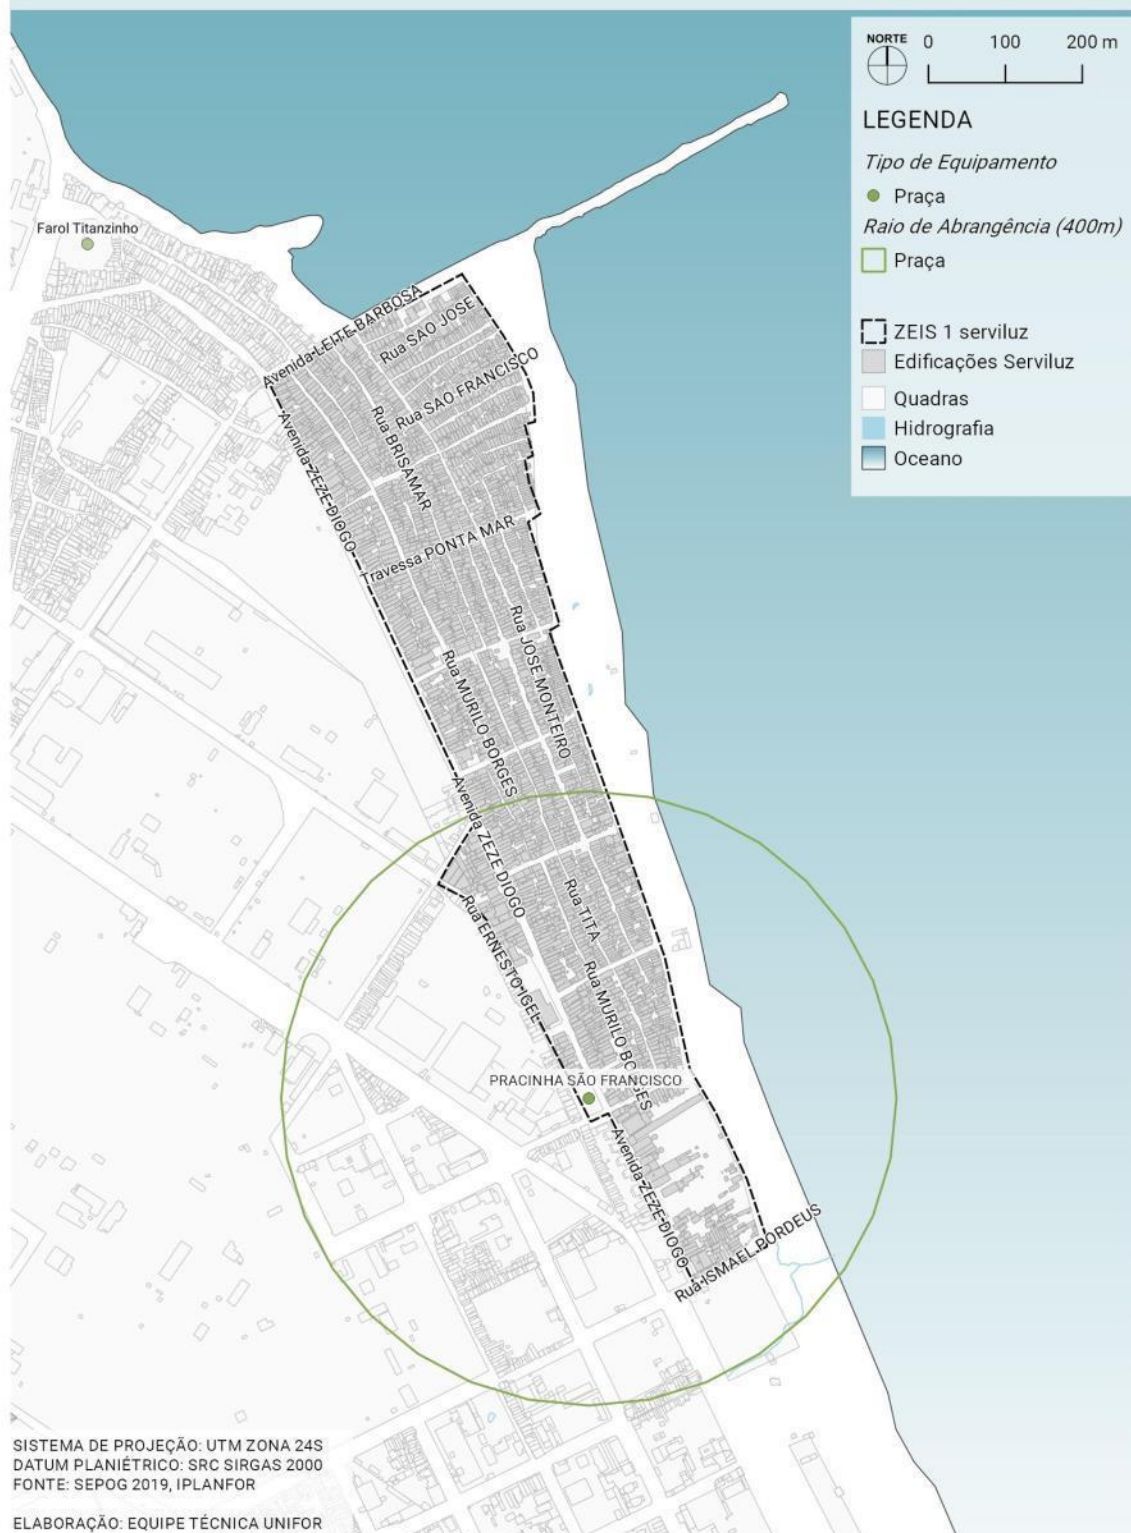 NORTE
0 100 200 m
LEGENDA
Tipo de Equipamento
Praça
Raio de Abrangência (400m)
Praça
ZEIS 1 serviluz
Edificações Serviluz
Quadras
Hidrografia
Oceano
Farol Titanzinho
Avenida LEITE BARBOSA
Rua SAO JOSE
Rua SAO FRANCISCO
Rua BRISAMAR
Avenida ZEZE DIOGO
Travessa PONTA MAR
Rua JOSE MONTEIRO
Rua MURILO BORGES
Avenida ZEZE DIOGO
Rua TITA
Rua ERNESTO IGEL
Rua MURILO BORGES
PRACINHA SÃO FRANCISCO
Avenida ZEZE DIOGO
Rua ISMAEL PORDEUS
SISTEMA DE PROJEÇÃO: UTM ZONA 24S
DATUM PLANIÉTRICO: SRC SIRGAS 2000
FONTE: SEPOG 2019, IPLANFOR
ELABORAÇÃO: EQUIPE TÉCNICA UNIFOR